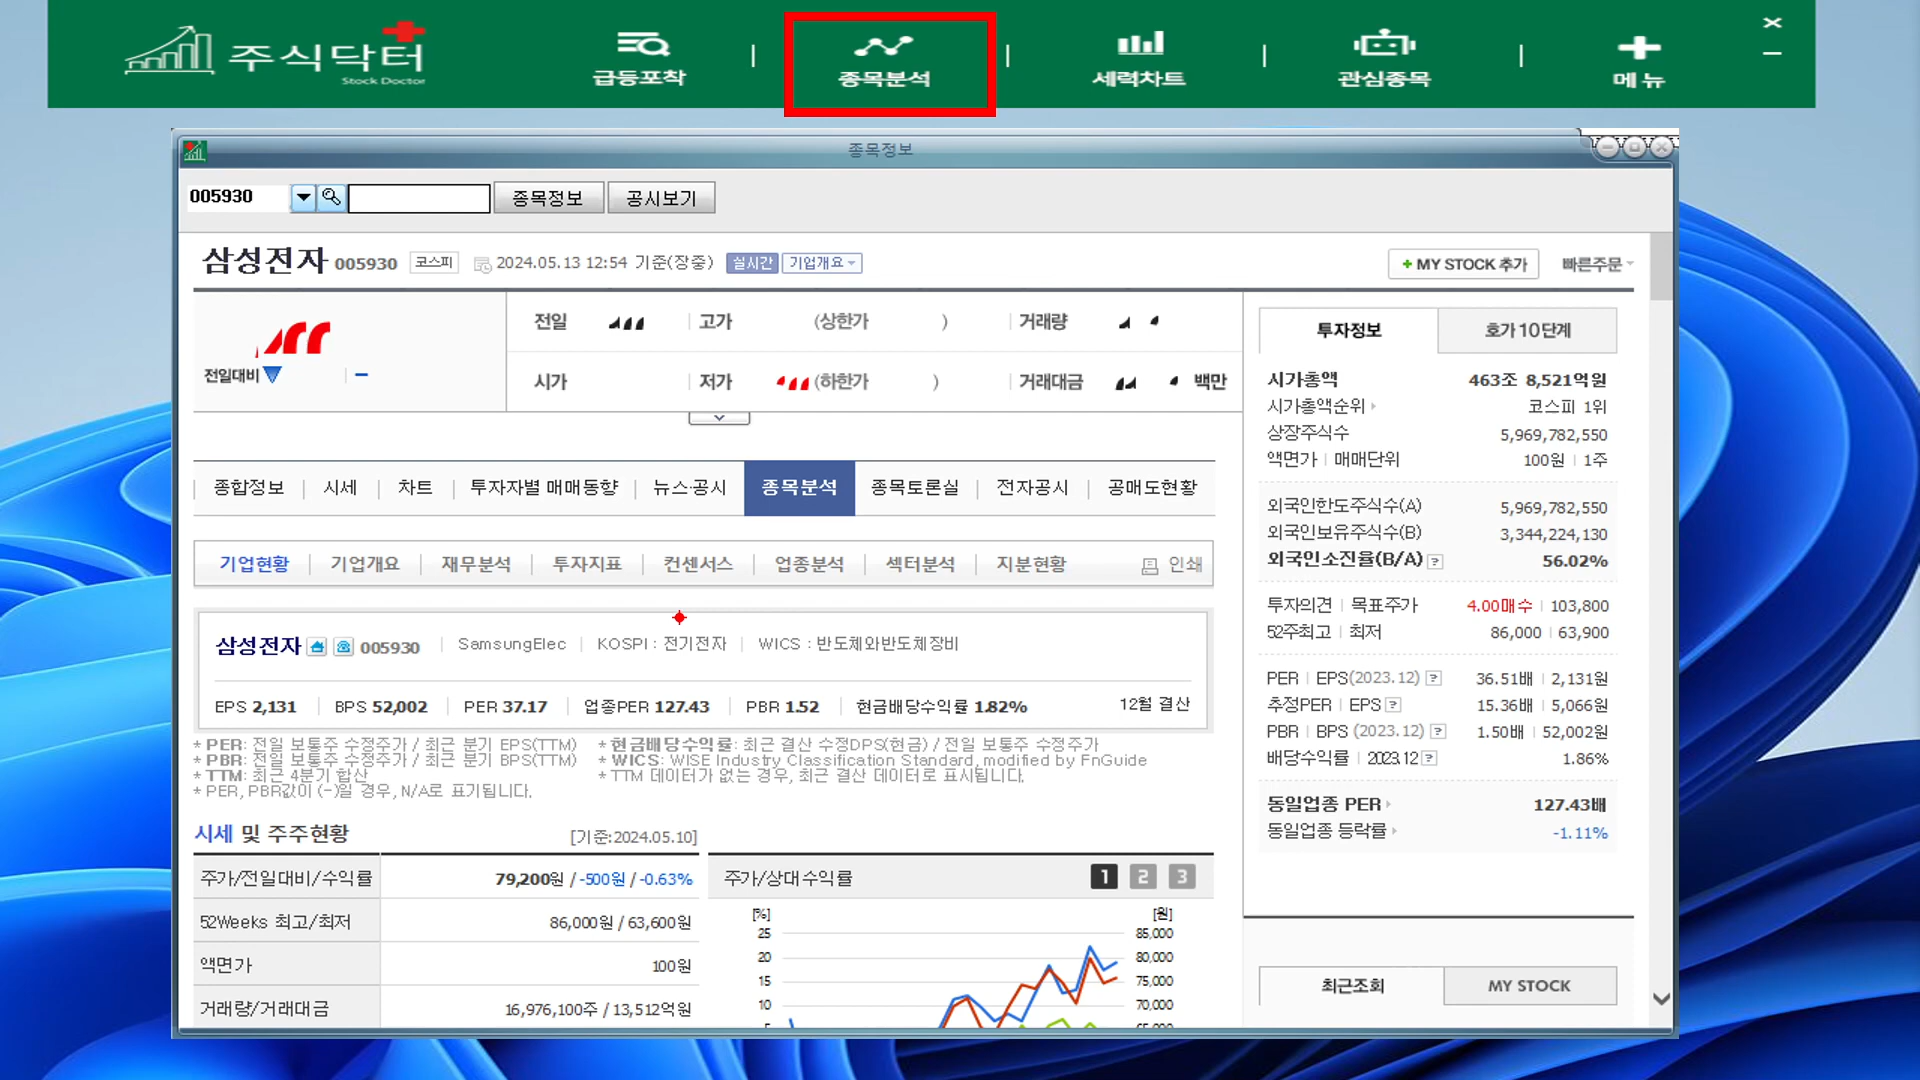 주식닥터
Stock Doctor
급등포착
종목분석
세력차트
관심종목
메뉴
종목정보
005930
종목정보
공시보기
삼성전자 005930 코스피 2024.05.13 12:54 기준(장중) 실시간 기업개요
+ MY STOCK 추가 빠른주문
전일대비
전일 고가 (상한가 ) 거래량
시가 저가 (하한가 ) 거래대금 백만
종합정보 시세 차트 투자자별 매매동향 뉴스·공시 종목분석 종목토론실 전자공시 공매도현황
기업현황 기업개요 재무분석 투자지표 컨센서스 업종분석 섹터분석 지분현황 인쇄
삼성전자 005930 SamsungElec KOSPI : 전기전자 WICS : 반도체와반도체장비
EPS 2,131 BPS 52,002 PER 37.17 업종PER 127.43 PBR 1.52 현금배당수익률 1.82% 12월 결산
* PER: 전일 보통주 수정주가 / 최근 분기 EPS(TTM)
* PBR: 전일 보통주 수정주가 / 최근 분기 BPS(TTM)
* TTM: 최근 4분기 합산
* PER, PBR값이 (-)일 경우, N/A로 표기됩니다.
* 현금배당수익률: 최근 결산 수정DPS(현금) / 전일 보통주 수정주가
* WICS: WISE Industry Classification Standard, modified by FnGuide
* TTM 데이터가 없는 경우, 최근 결산 데이터로 표시됩니다.
시세 및 주주현황 [기준:2024.05.10]
주가/전일대비/수익률 79,200원 / -500원 / -0.63%
52Weeks 최고/최저 86,000원 / 63,600원
액면가 100원
거래량/거래대금 16,976,100주 / 13,512억원
주가/상대수익률 1 2 3
[%] [원]
25 85,000
20 80,000
15 75,000
10 70,000
5 65,000
투자정보 호가 10단계
시가총액 463조 8,521억원
시가총액순위 코스피 1위
상장주식수 5,969,782,550
액면가 매매단위 100원 1주
외국인한도주식수(A) 5,969,782,550
외국인보유주식수(B) 3,344,224,130
외국인소진율(B/A) ? 56.02%
투자의견 목표주가 4.00매수 103,800
52주최고 최저 86,000 63,900
PER EPS(2023.12) ? 36.51배 2,131원
추정PER EPS ? 15.36배 5,066원
PBR BPS (2023.12) ? 1.50배 52,002원
배당수익률 2023.12 ? 1.86%
동일업종 PER 127.43배
동일업종 등락률 -1.11%
최근조회 MY STOCK